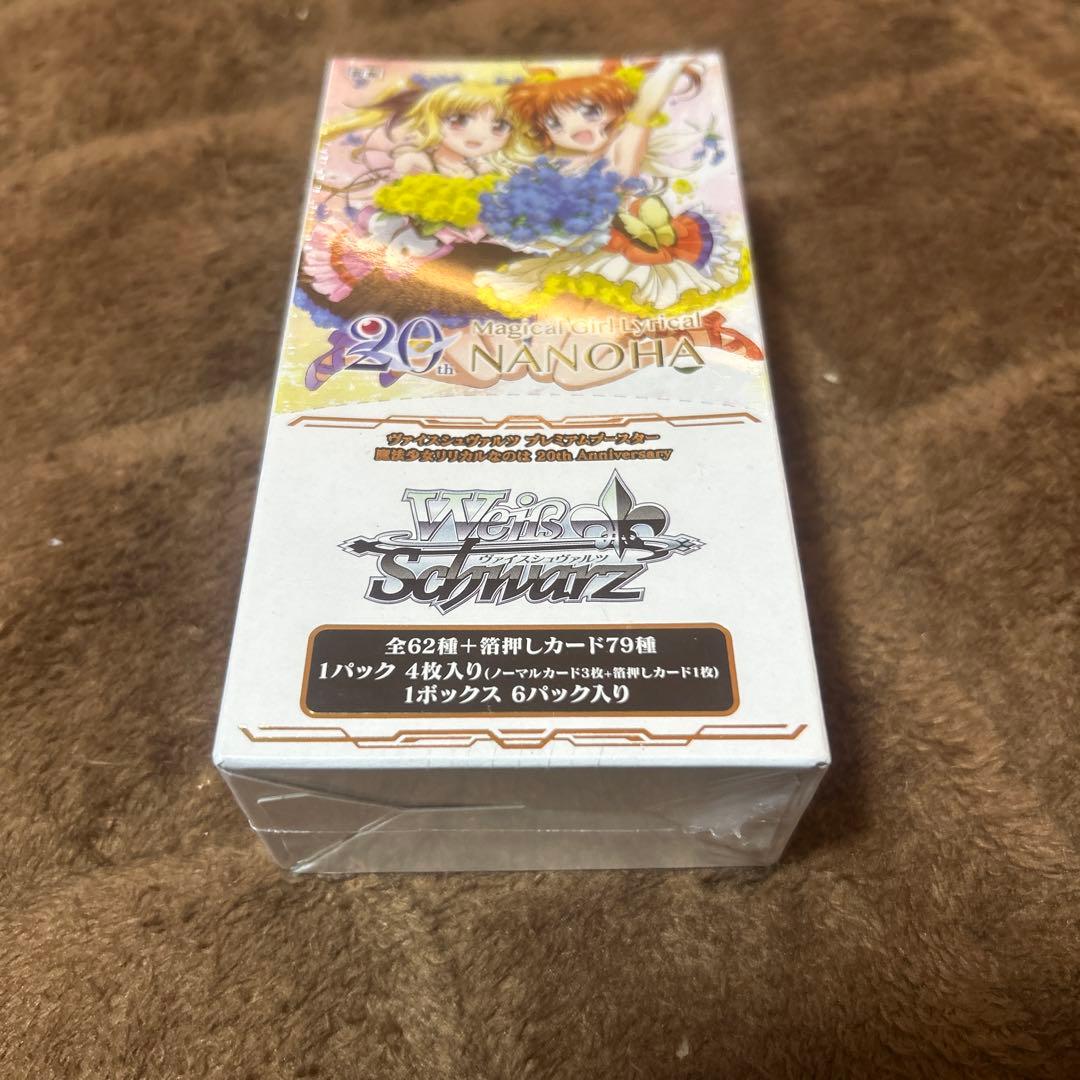 20th
Magical Girl Lyrical
NANOHA
ヴァイスシュヴァルツ プレミアムブースター
魔法少女リリカルなのは 20th Anniversary
Weiß
ヴァイスシュヴァルツ
Schwarz
全62種+箔押しカード79種
1パック 4枚入り(ノーマルカード3枚+箔押しカード1枚)
1ボックス 6パック入り